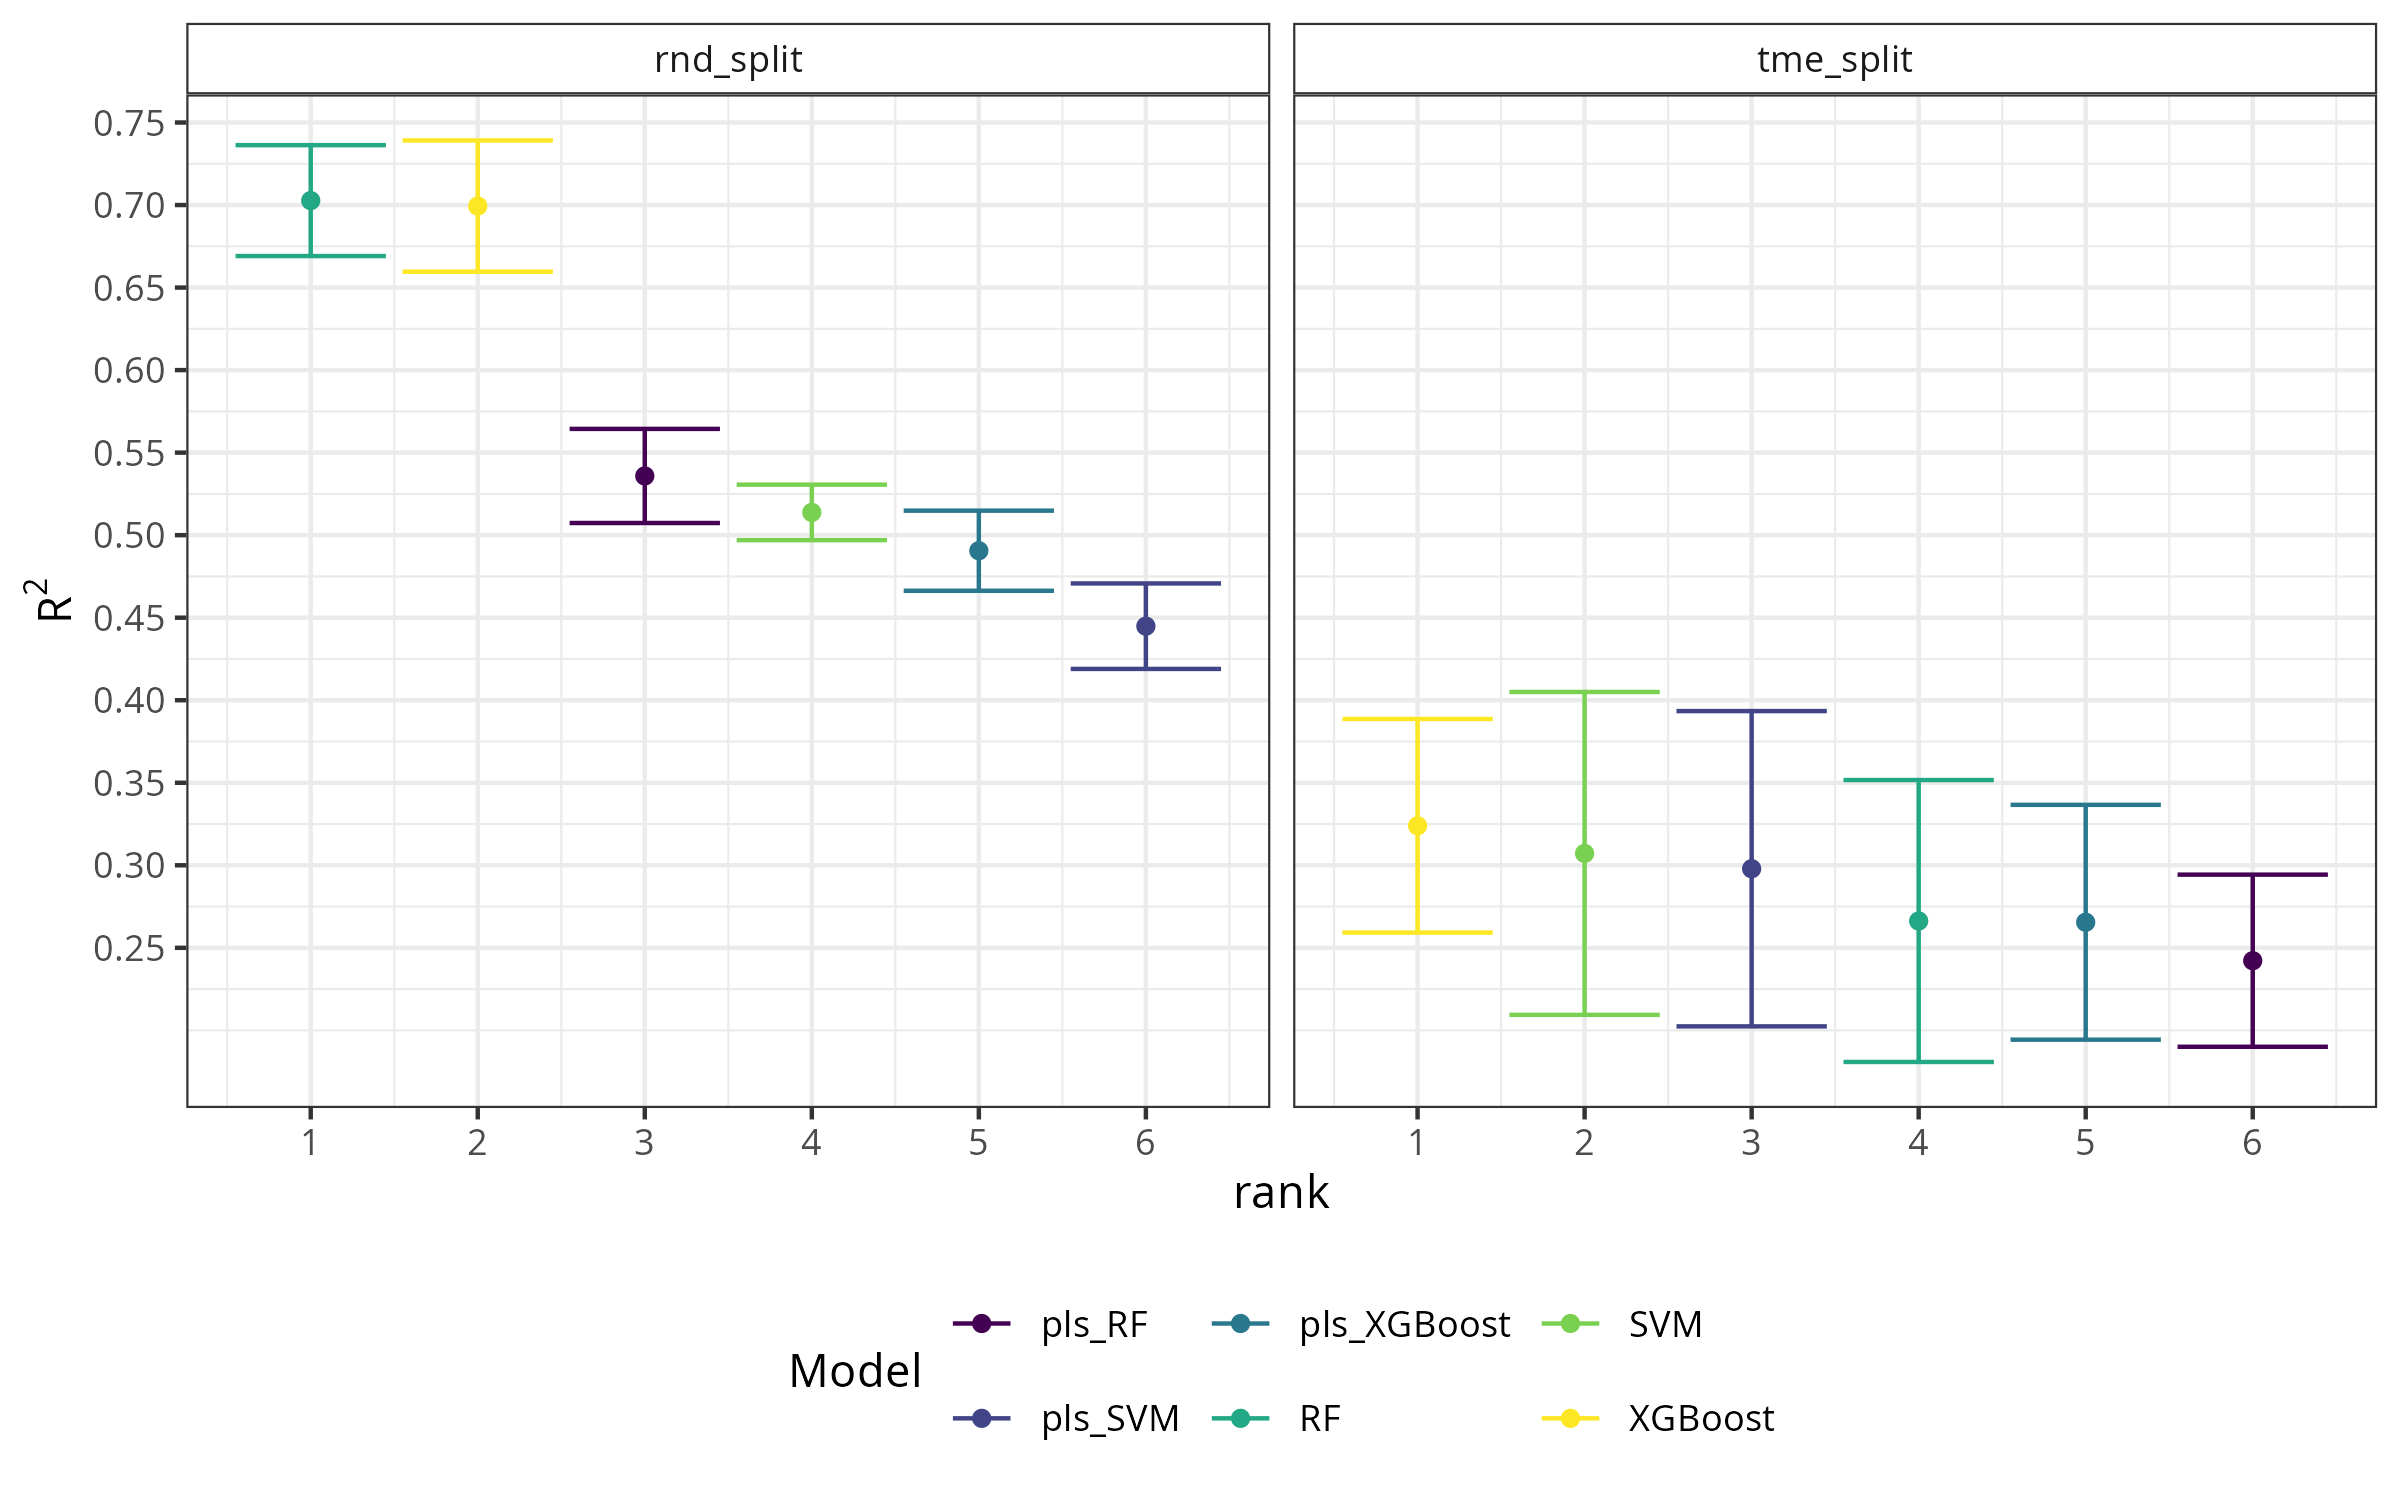 rnd_split
tme_split
0.75
0.70
0.65
0.60
0.55
0.50
0.45
0.40
0.35
0.30
0.25
R²
1 2 3 4 5 6
1 2 3 4 5 6
rank
Model
pls_RF pls_XGBoost SVM
pls_SVM RF XGBoost